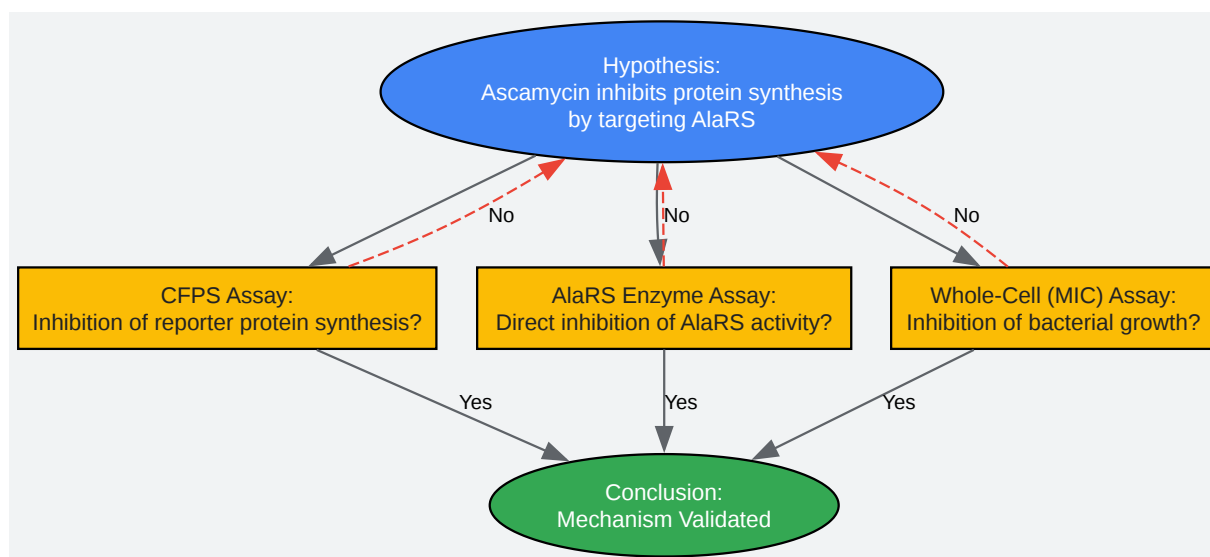 Hypothesis:
Ascamycin inhibits protein synthesis
by targeting AlaRS
No
No
No
CFPS Assay:
Inhibition of reporter protein synthesis?
AlaRS Enzyme Assay:
Direct inhibition of AlaRS activity?
Whole-Cell (MIC) Assay:
Inhibition of bacterial growth?
Yes
Yes
Yes
Conclusion:
Mechanism Validated